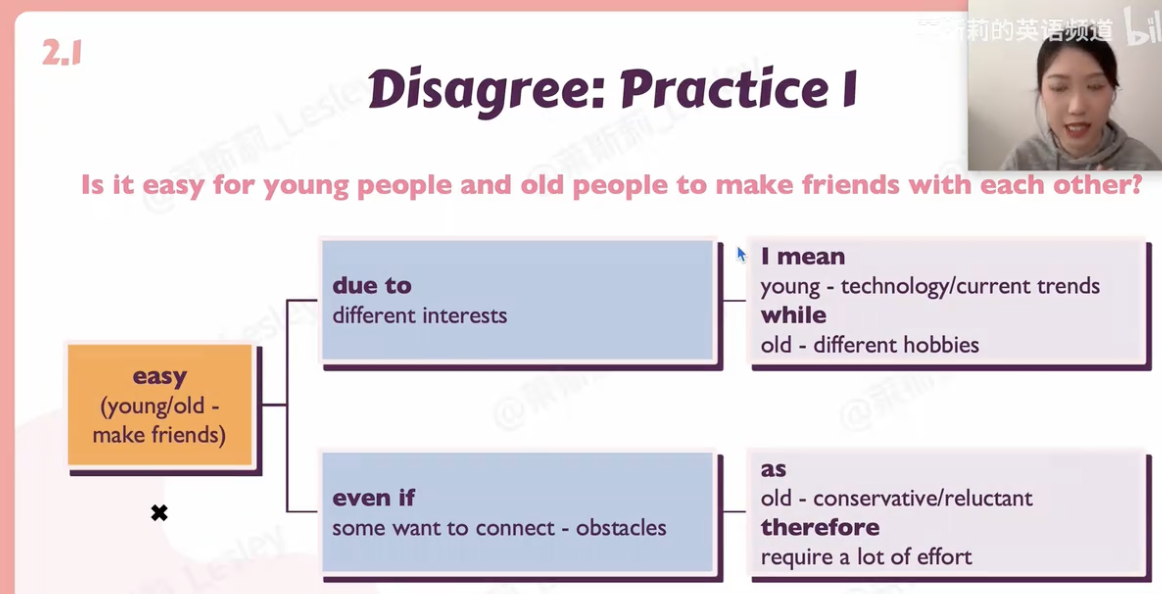 2.1
斯莉的英语频道 bil
Disagree: Practice 1
Is it easy for young people and old people to make friends with each other?
easy
(young/old -
make friends)
✖
due to
different interests
I mean
young - technology/current trends
while
old - different hobbies
even if
some want to connect - obstacles
as
old - conservative/reluctant
therefore
require a lot of effort
@莱斯莉_Lesley